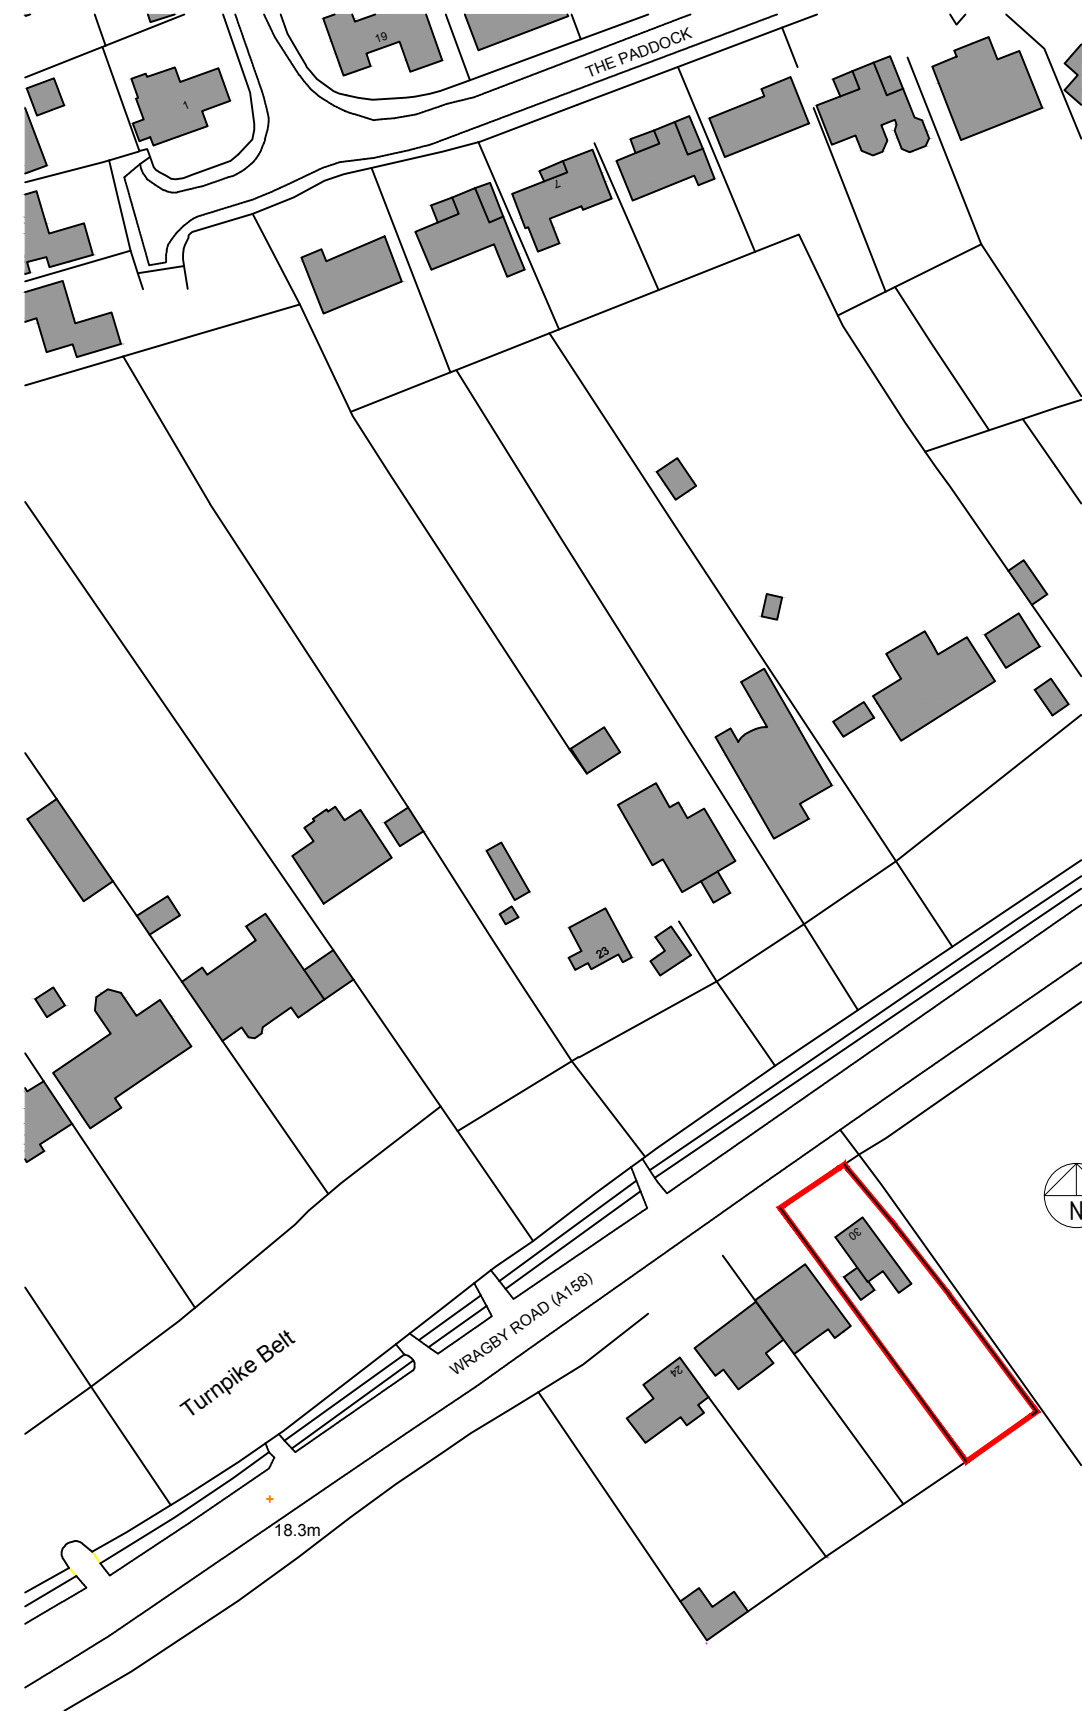 19
THE PADDOCK
1
7
23
30
N
WRAGBY ROAD (A158)
Turnpike Belt
24
18.3m